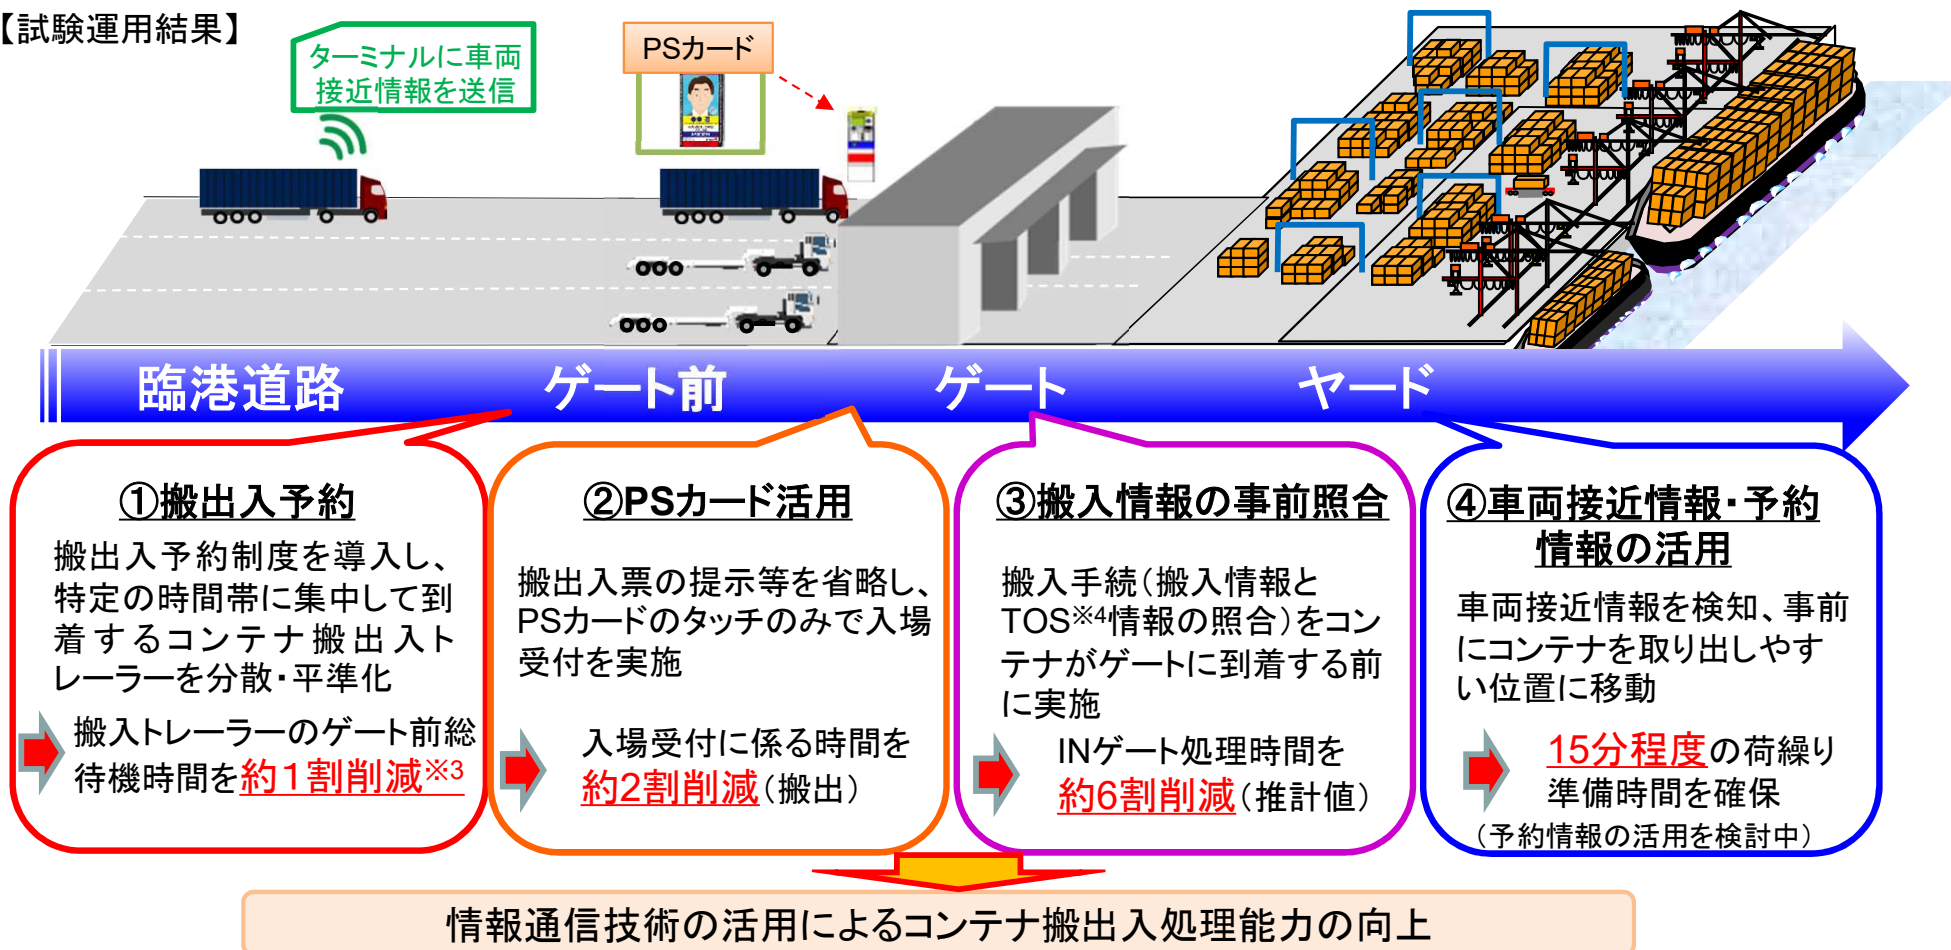 【試験運用結果】
ターミナルに車両
接近情報を送信
PSカード
臨港道路
ゲート前
ゲート
ヤード
①搬出入予約
搬出入予約制度を導入し、
特定の時間帯に集中して到
着するコンテナ搬出入ト
レーラーを分散・平準化
搬入トレーラーのゲート前総
待機時間を約１割削減※3
②PSカード活用
搬出入票の提示等を省略し、
PSカードのタッチのみで入場
受付を実施
入場受付に係る時間を
約2割削減（搬出）
③搬入情報の事前照合
搬入手続（搬入情報と
TOS※4情報の照合）をコン
テナがゲートに到着する前
に実施
INゲート処理時間を
約6割削減（推計値）
④車両接近情報・予約
情報の活用
車両接近情報を検知、事前
にコンテナを取り出しやす
い位置に移動
15分程度の荷繰り
準備時間を確保
（予約情報の活用を検討中）
情報通信技術の活用によるコンテナ搬出入処理能力の向上